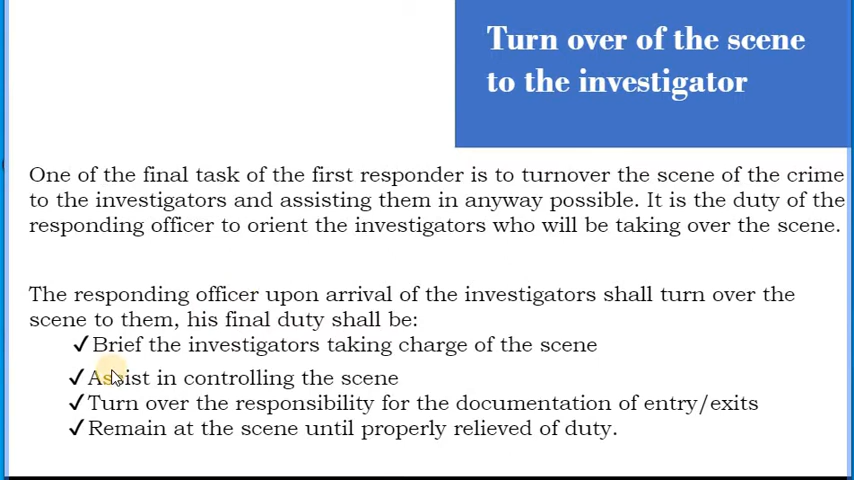 Turn over of the scene
to the investigator
One of the final task of the first responder is to turnover the scene of the crime
to the investigators and assisting them in anyway possible. It is the duty of the
responding officer to orient the investigators who will be taking over the scene.
The responding officer upon arrival of the investigators shall turn over the
scene to them, his final duty shall be:
✓Brief the investigators taking charge of the scene
✓Assist in controlling the scene
✓Turn over the responsibility for the documentation of entry/exits
✓Remain at the scene until properly relieved of duty.